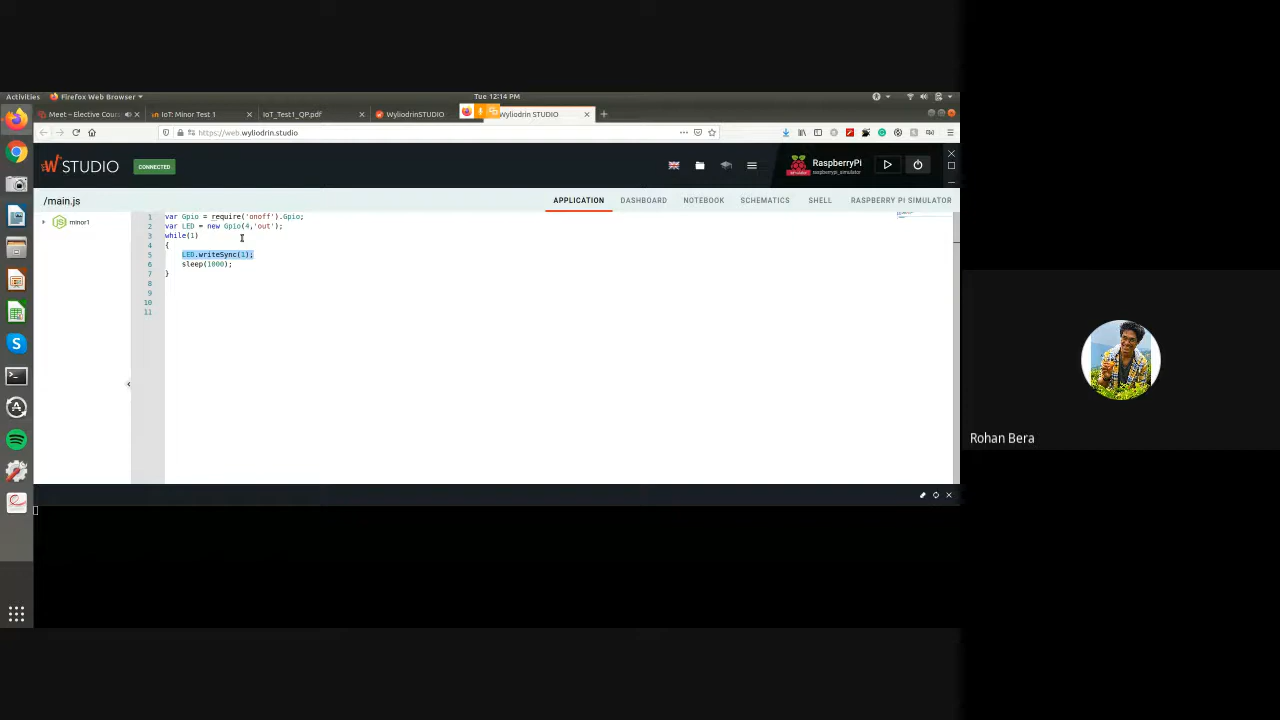 Activities
Firefox Web Browser
Tue 12:14 PM
Meet – Elective Cour
IoT: Minor Test 1
IoT_Test1_QP.pdf
WyliodrinSTUDIO
Wyliodrin STUDIO
https://web.wyliodrin.studio
STUDIO
CONNECTED
RaspberryPi
raspberrypi_simulator
/main.js
APPLICATION
DASHBOARD
NOTEBOOK
SCHEMATICS
SHELL
RASPBERRY PI SIMULATOR
minor1
1 var Gpio = require('onoff').Gpio;
2 var LED = new Gpio(4,'out');
3 while(1)
4 {
5 LED.writeSync(1);
6 sleep(1000);
7 }
8
9
10
11
Rohan Bera